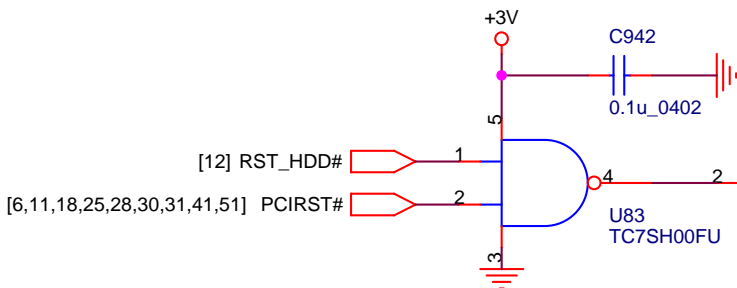 +3V
C942
0.1u_0402
5
[12] RST_HDD#
1
[6,11,18,25,28,30,31,41,51] PCIRST#
2
4
2
U83
TC7SH00FU
3